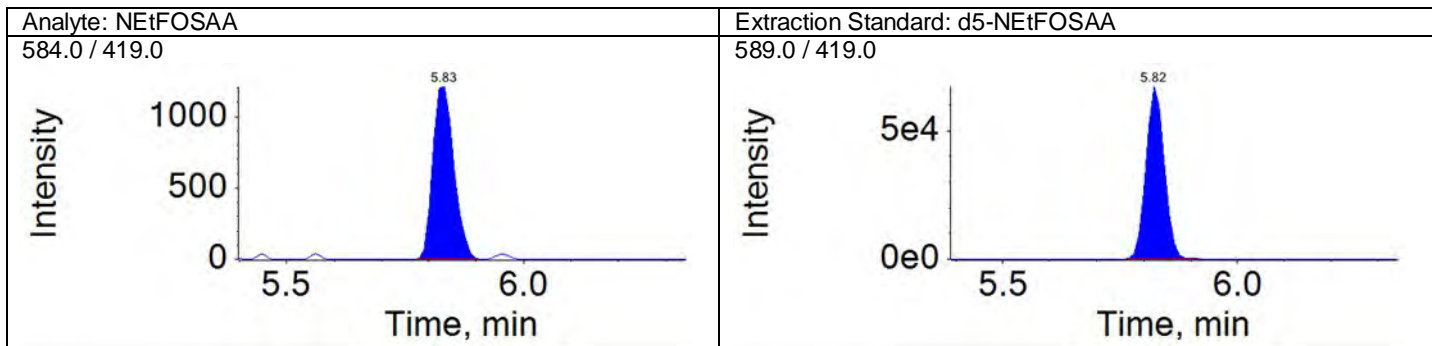 Analyte: NEtFOSAA
584.0 / 419.0
5.83
Intensity
1000
500
0
5.5
6.0
Time, min
Extraction Standard: d5-NEtFOSAA
589.0 / 419.0
5.82
Intensity
5e4
0e0
5.5
6.0
Time, min